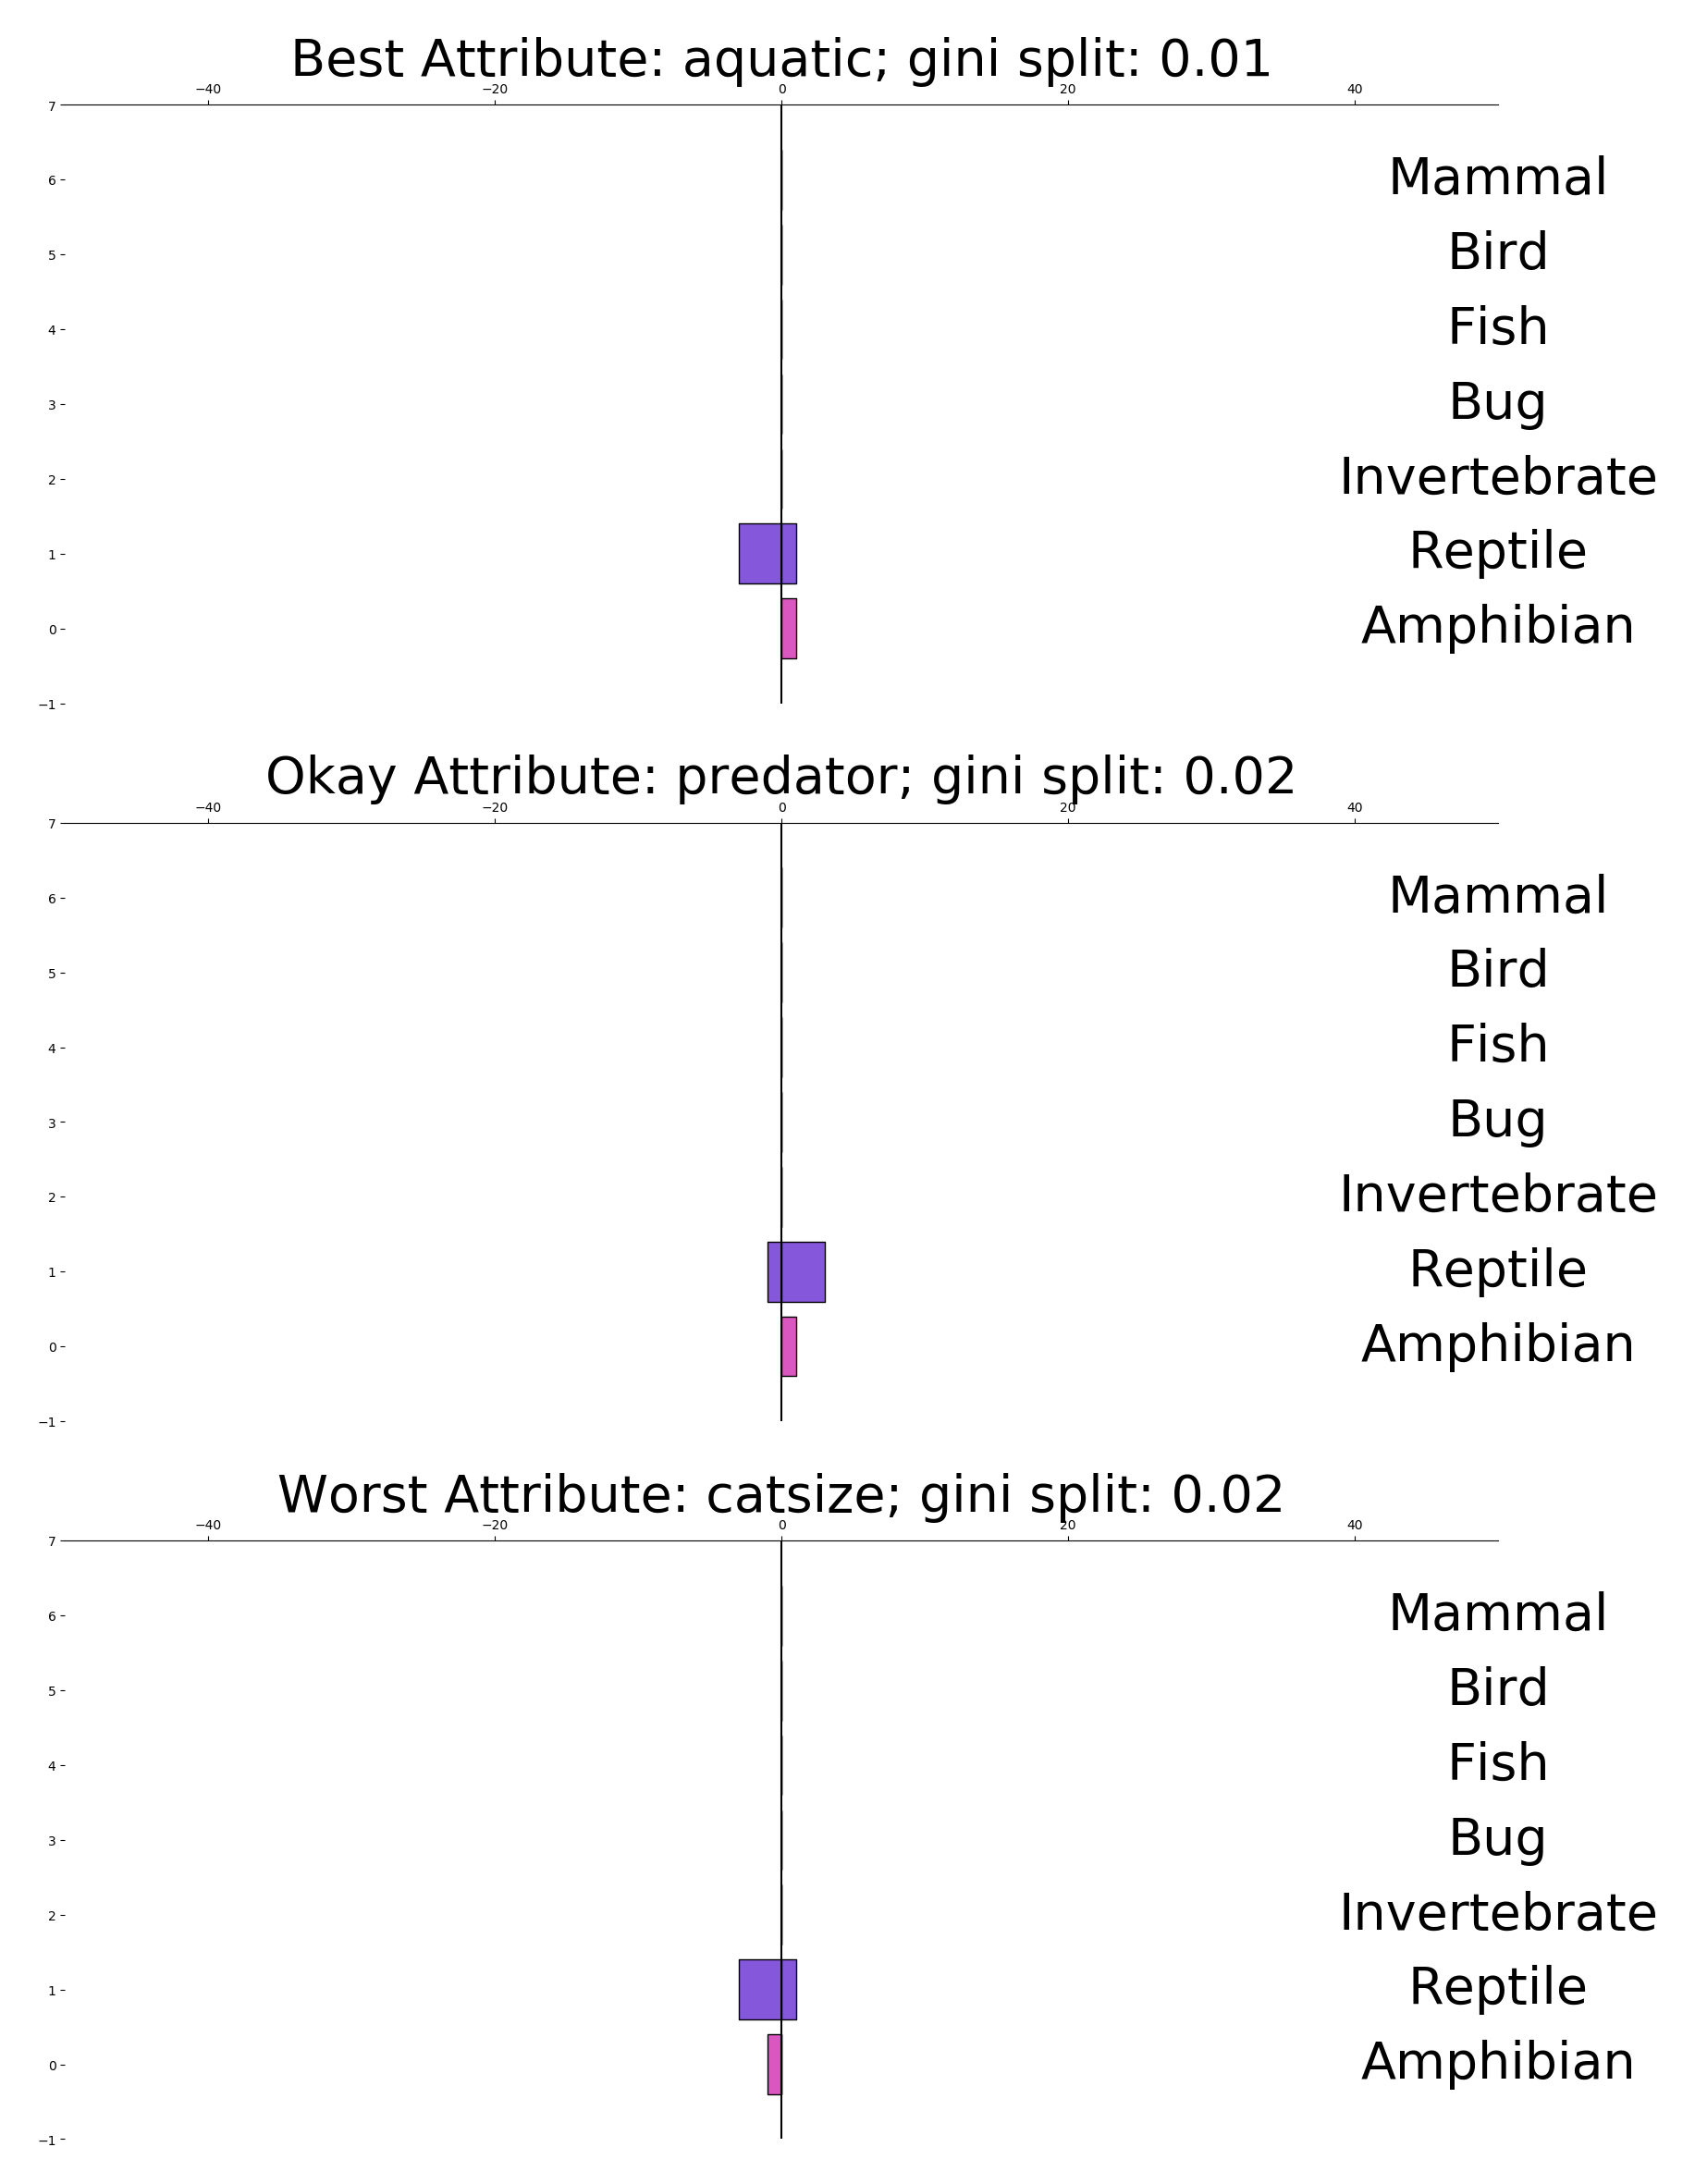 Best Attribute: aquatic; gini split: 0.01
−40 −20 0 20 40
7
6 Mammal
5 Bird
4 Fish
3 Bug
2 Invertebrate
1 Reptile
0 Amphibian
−1
Okay Attribute: predator; gini split: 0.02
−40 −20 0 20 40
7
6 Mammal
5 Bird
4 Fish
3 Bug
2 Invertebrate
1 Reptile
0 Amphibian
−1
Worst Attribute: catsize; gini split: 0.02
−40 −20 0 20 40
7
6 Mammal
5 Bird
4 Fish
3 Bug
2 Invertebrate
1 Reptile
0 Amphibian
−1